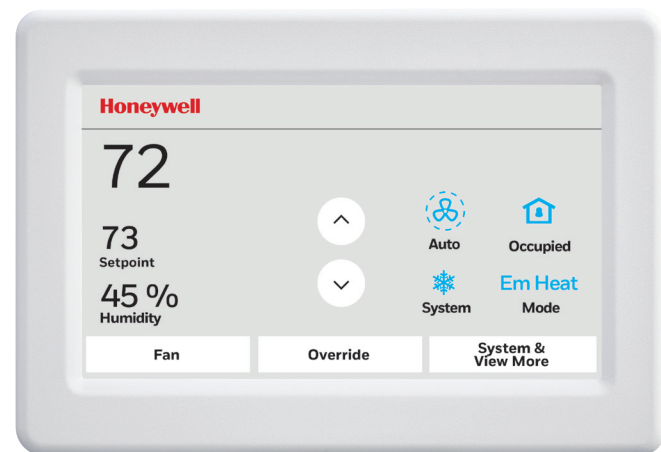 Honeywell
72
73
Setpoint
45 %
Humidity
Auto
Occupied
System
Em Heat
Mode
Fan
Override
System &
View More